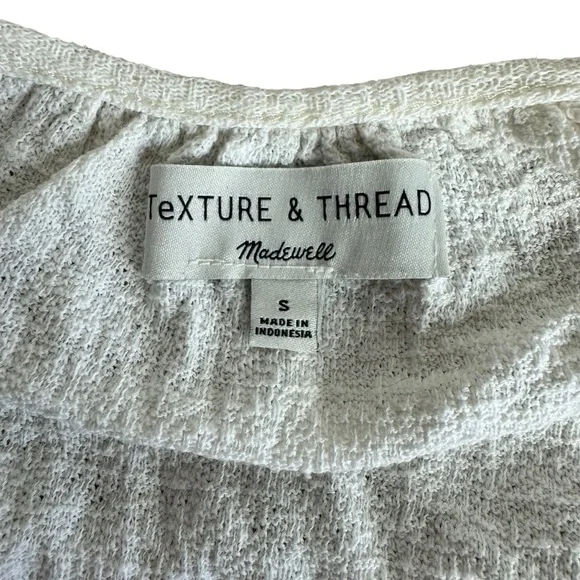 TeXTURE & THREAD
Madewell
S
MADE IN
INDONESIA